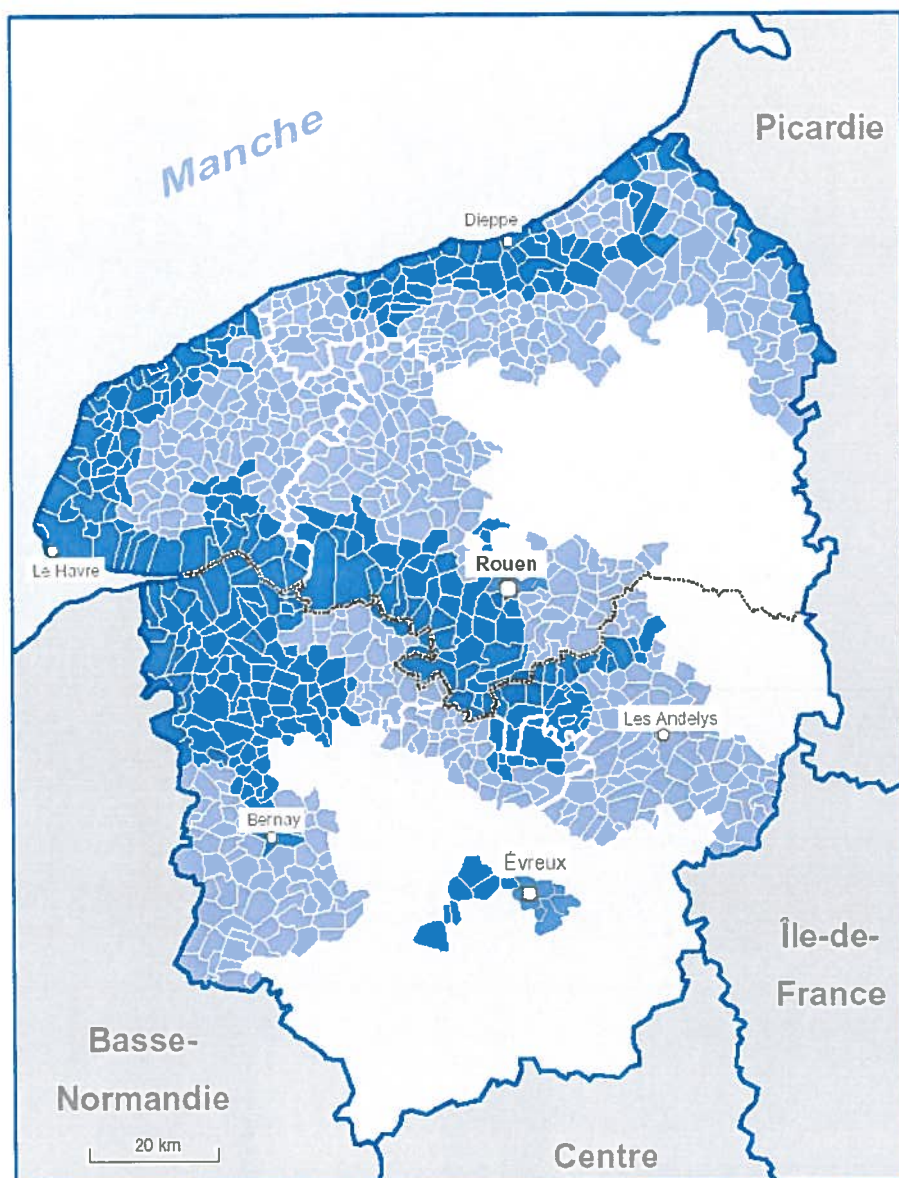 Picardie
Manche
Dieppe
Le Havre
Rouen
Les Andelys
Bernay
Évreux
Île-de-
France
Basse-
Normandie
20 km
Centre